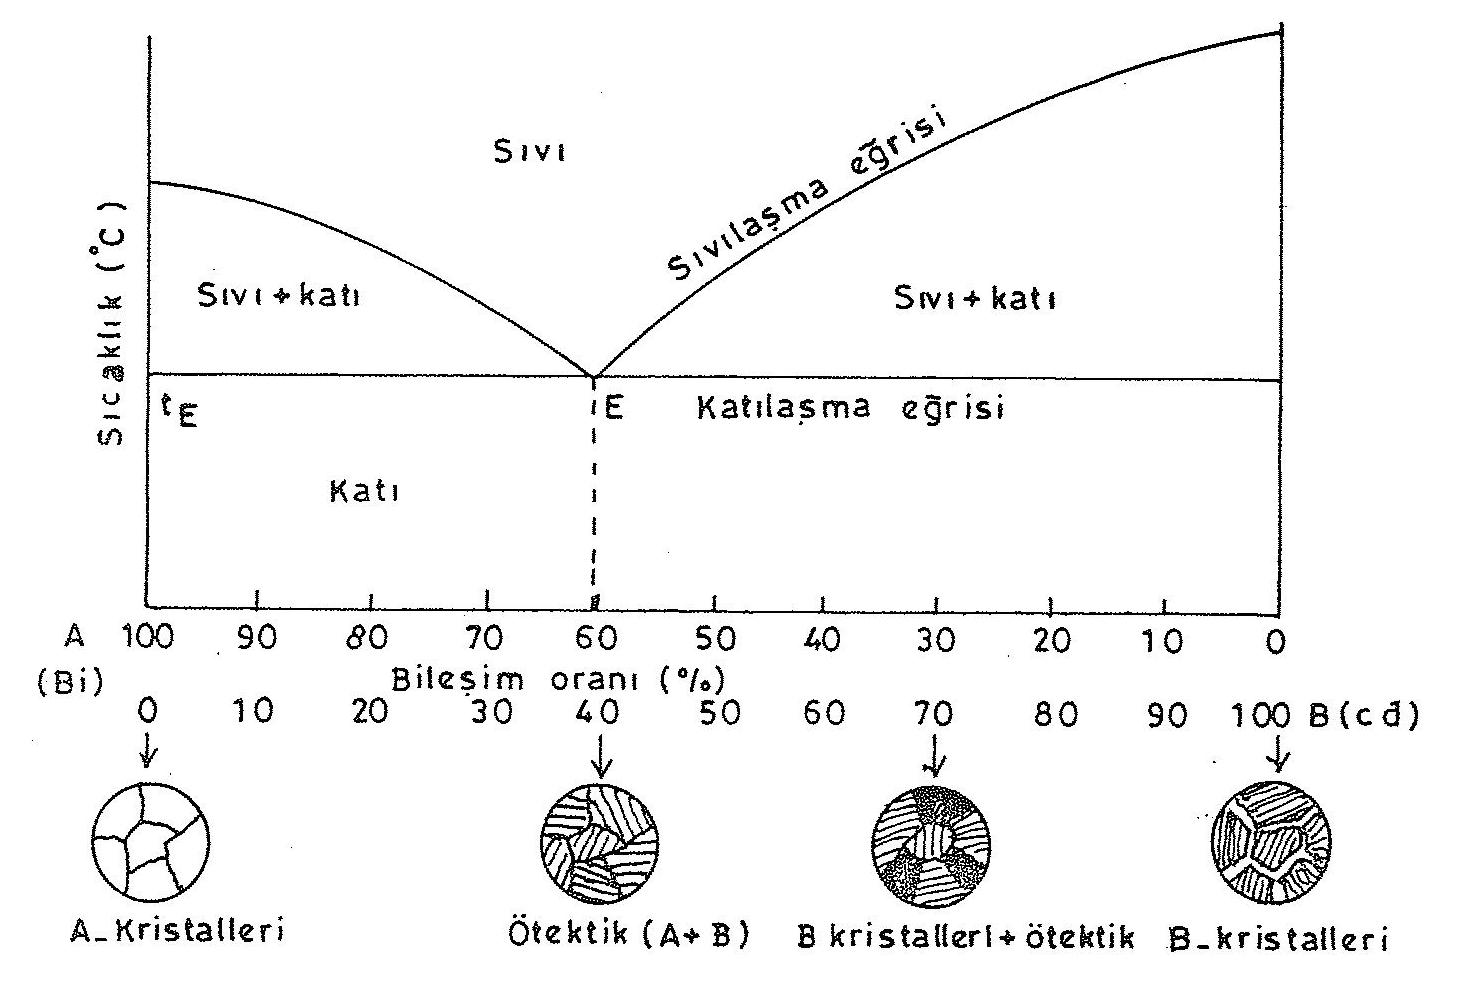 Sıvı
Sıvılaşma eğrisi
Sıvı+katı
Sıvı+katı
Sıcaklık (°C)
tE
E
Katılaşma eğrisi
Katı
A 100 90 80 70 60 50 40 30 20 10 0
(Bi)
Bileşim oranı (%)
0 10 20 30 40 50 60 70 80 90 100 B(cd)
A-Kristalleri
Ötektik (A+B)
B kristalleri+ötektik
B-kristalleri